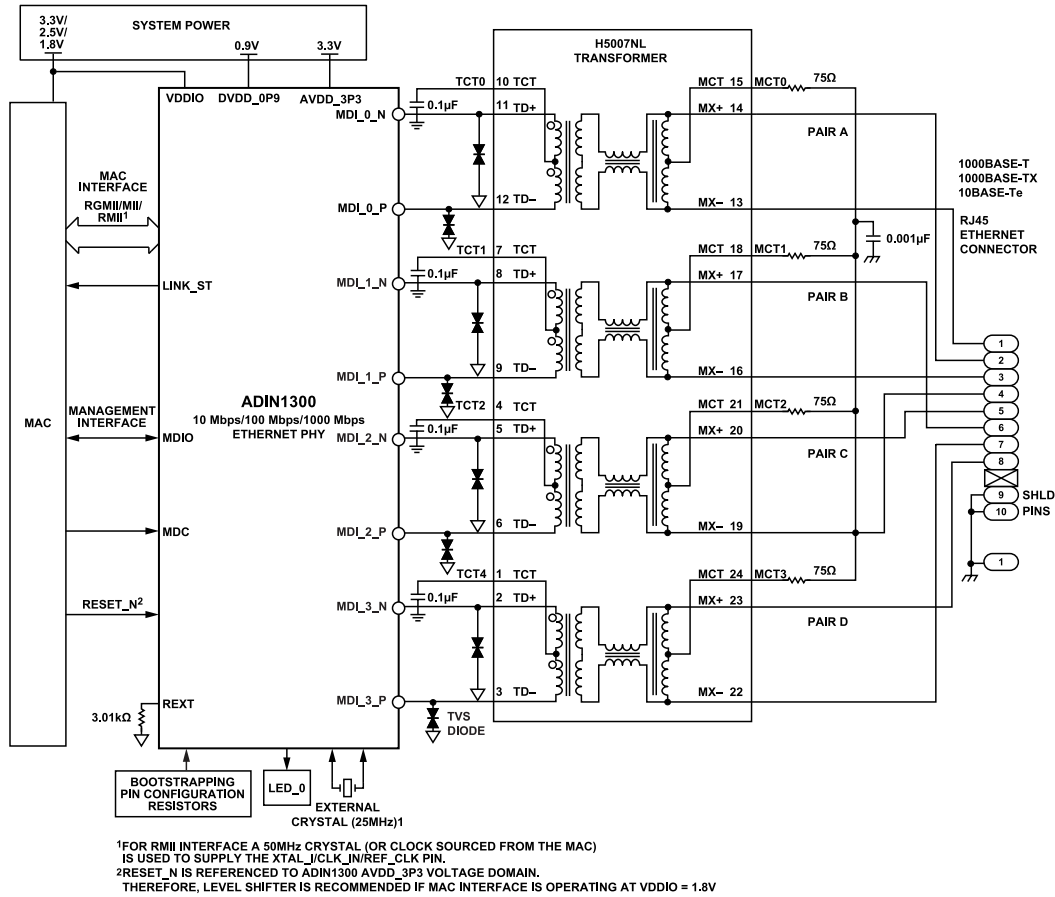 SYSTEM POWER
3.3V/
2.5V/
1.8V
0.9V
3.3V
VDDIO
DVDD_0P9
AVDD_3P3
MAC
MAC
INTERFACE
RGMII/MII/
RMII¹
LINK_ST
MANAGEMENT
INTERFACE
MDIO
MDC
RESET_N²
REXT
3.01kΩ
ADIN1300
10 Mbps/100 Mbps/1000 Mbps
ETHERNET PHY
MDI_0_N
MDI_0_P
MDI_1_N
MDI_1_P
MDI_2_N
MDI_2_P
MDI_3_N
MDI_3_P
BOOTSTRAPPING
PIN CONFIGURATION
RESISTORS
LED_0
EXTERNAL
CRYSTAL (25MHz)1
H5007NL
TRANSFORMER
TCT0 10 TCT
0.1µF
11 TD+
12 TD–
TCT1 7 TCT
0.1µF
8 TD+
9 TD–
TCT2 4 TCT
0.1µF
5 TD+
6 TD–
TCT4 1 TCT
0.1µF
2 TD+
3 TD–
TVS
DIODE
MCT 15 MCT0 75Ω
MX+ 14
PAIR A
MX– 13
MCT 18 MCT1 75Ω
MX+ 17
PAIR B
MX– 16
MCT 21 MCT2 75Ω
MX+ 20
PAIR C
MX– 19
MCT 24 MCT3 75Ω
MX+ 23
PAIR D
MX– 22
0.001µF
1000BASE-T
1000BASE-TX
10BASE-Te
RJ45
ETHERNET
CONNECTOR
1
2
3
4
5
6
7
8
9 SHLD
10 PINS
1
¹FOR RMII INTERFACE A 50MHz CRYSTAL (OR CLOCK SOURCED FROM THE MAC)
IS USED TO SUPPLY THE XTAL_I/CLK_IN/REF_CLK PIN.
²RESET_N IS REFERENCED TO ADIN1300 AVDD_3P3 VOLTAGE DOMAIN.
THEREFORE, LEVEL SHIFTER IS RECOMMENDED IF MAC INTERFACE IS OPERATING AT VDDIO = 1.8V